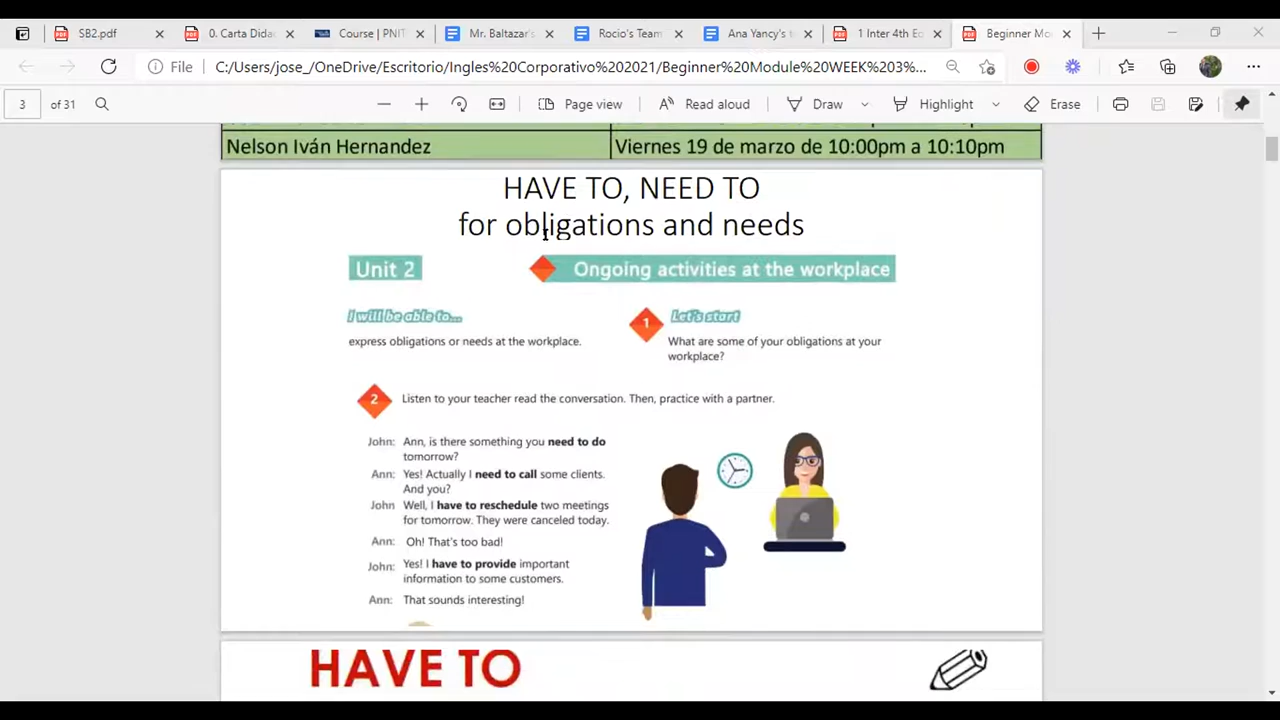 SB2.pdf
0. Carta Didac
Course | PNIT
Mr. Baltazar's
Rocio's Team
Ana Yancy's t
1 Inter 4th Ed
Beginner Mo
File
C:/Users/jose_/OneDrive/Escritorio/Ingles%20Corporativo%202021/Beginner%20Module%20WEEK%203%...
3 of 31
Page view
Read aloud
Draw
Highlight
Erase
Nelson Iván Hernandez
Viernes 19 de marzo de 10:00pm a 10:10pm
HAVE TO, NEED TO
for obligations and needs
Unit 2
Ongoing activities at the workplace
I will be able to...
express obligations or needs at the workplace.
1 Let's start
What are some of your obligations at your
workplace?
2 Listen to your teacher read the conversation. Then, practice with a partner.
John: Ann, is there something you need to do
tomorrow?
Ann: Yes! Actually I need to call some clients.
And you?
John Well, I have to reschedule two meetings
for tomorrow. They were canceled today.
Ann: Oh! That's too bad!
John: Yes! I have to provide important
information to some customers.
Ann: That sounds interesting!
HAVE TO